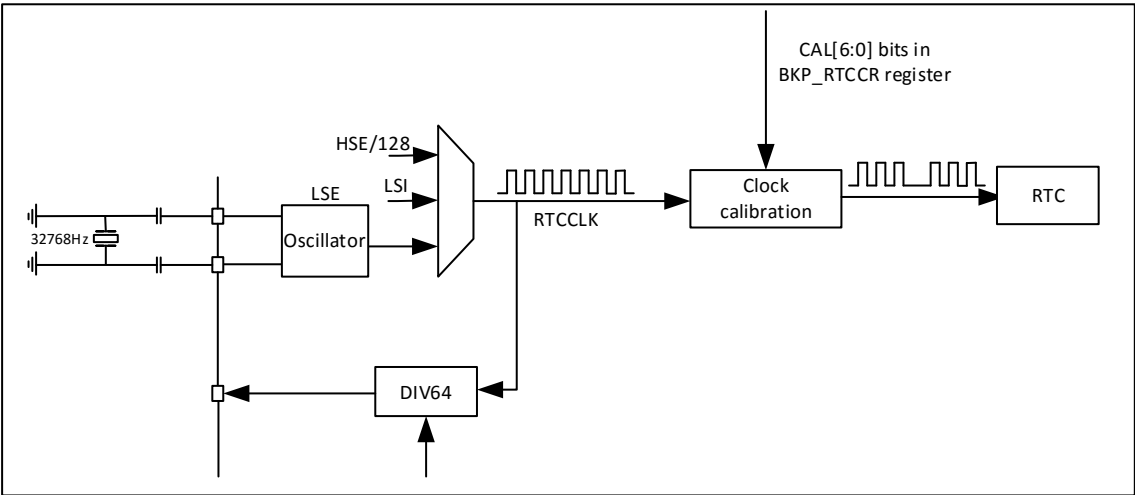 CAL[6:0] bits in
BKP_RTCCR register
HSE/128
LSI
LSE
Oscillator
32768Hz
RTCCLK
Clock
calibration
RTC
DIV64